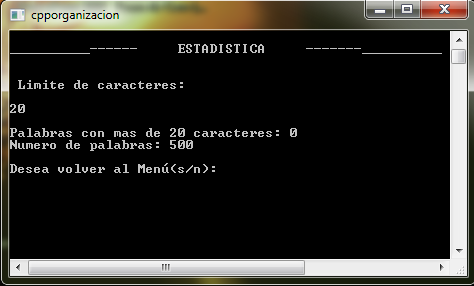 cpporganizacion
__________------ ESTADISTICA -------__________
Limite de caracteres:
20
Palabras con mas de 20 caracteres: 0
Numero de palabras: 500
Desea volver al Menú(s/n):